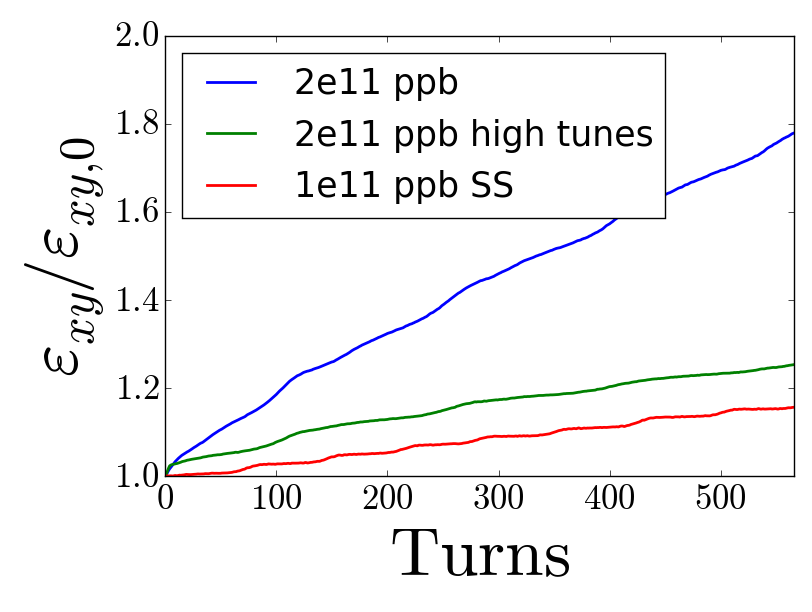 2.0
1.8
1.6
1.4
1.2
1.0
εxy/εxy,0
2e11 ppb
2e11 ppb high tunes
1e11 ppb SS
0 100 200 300 400 500
Turns